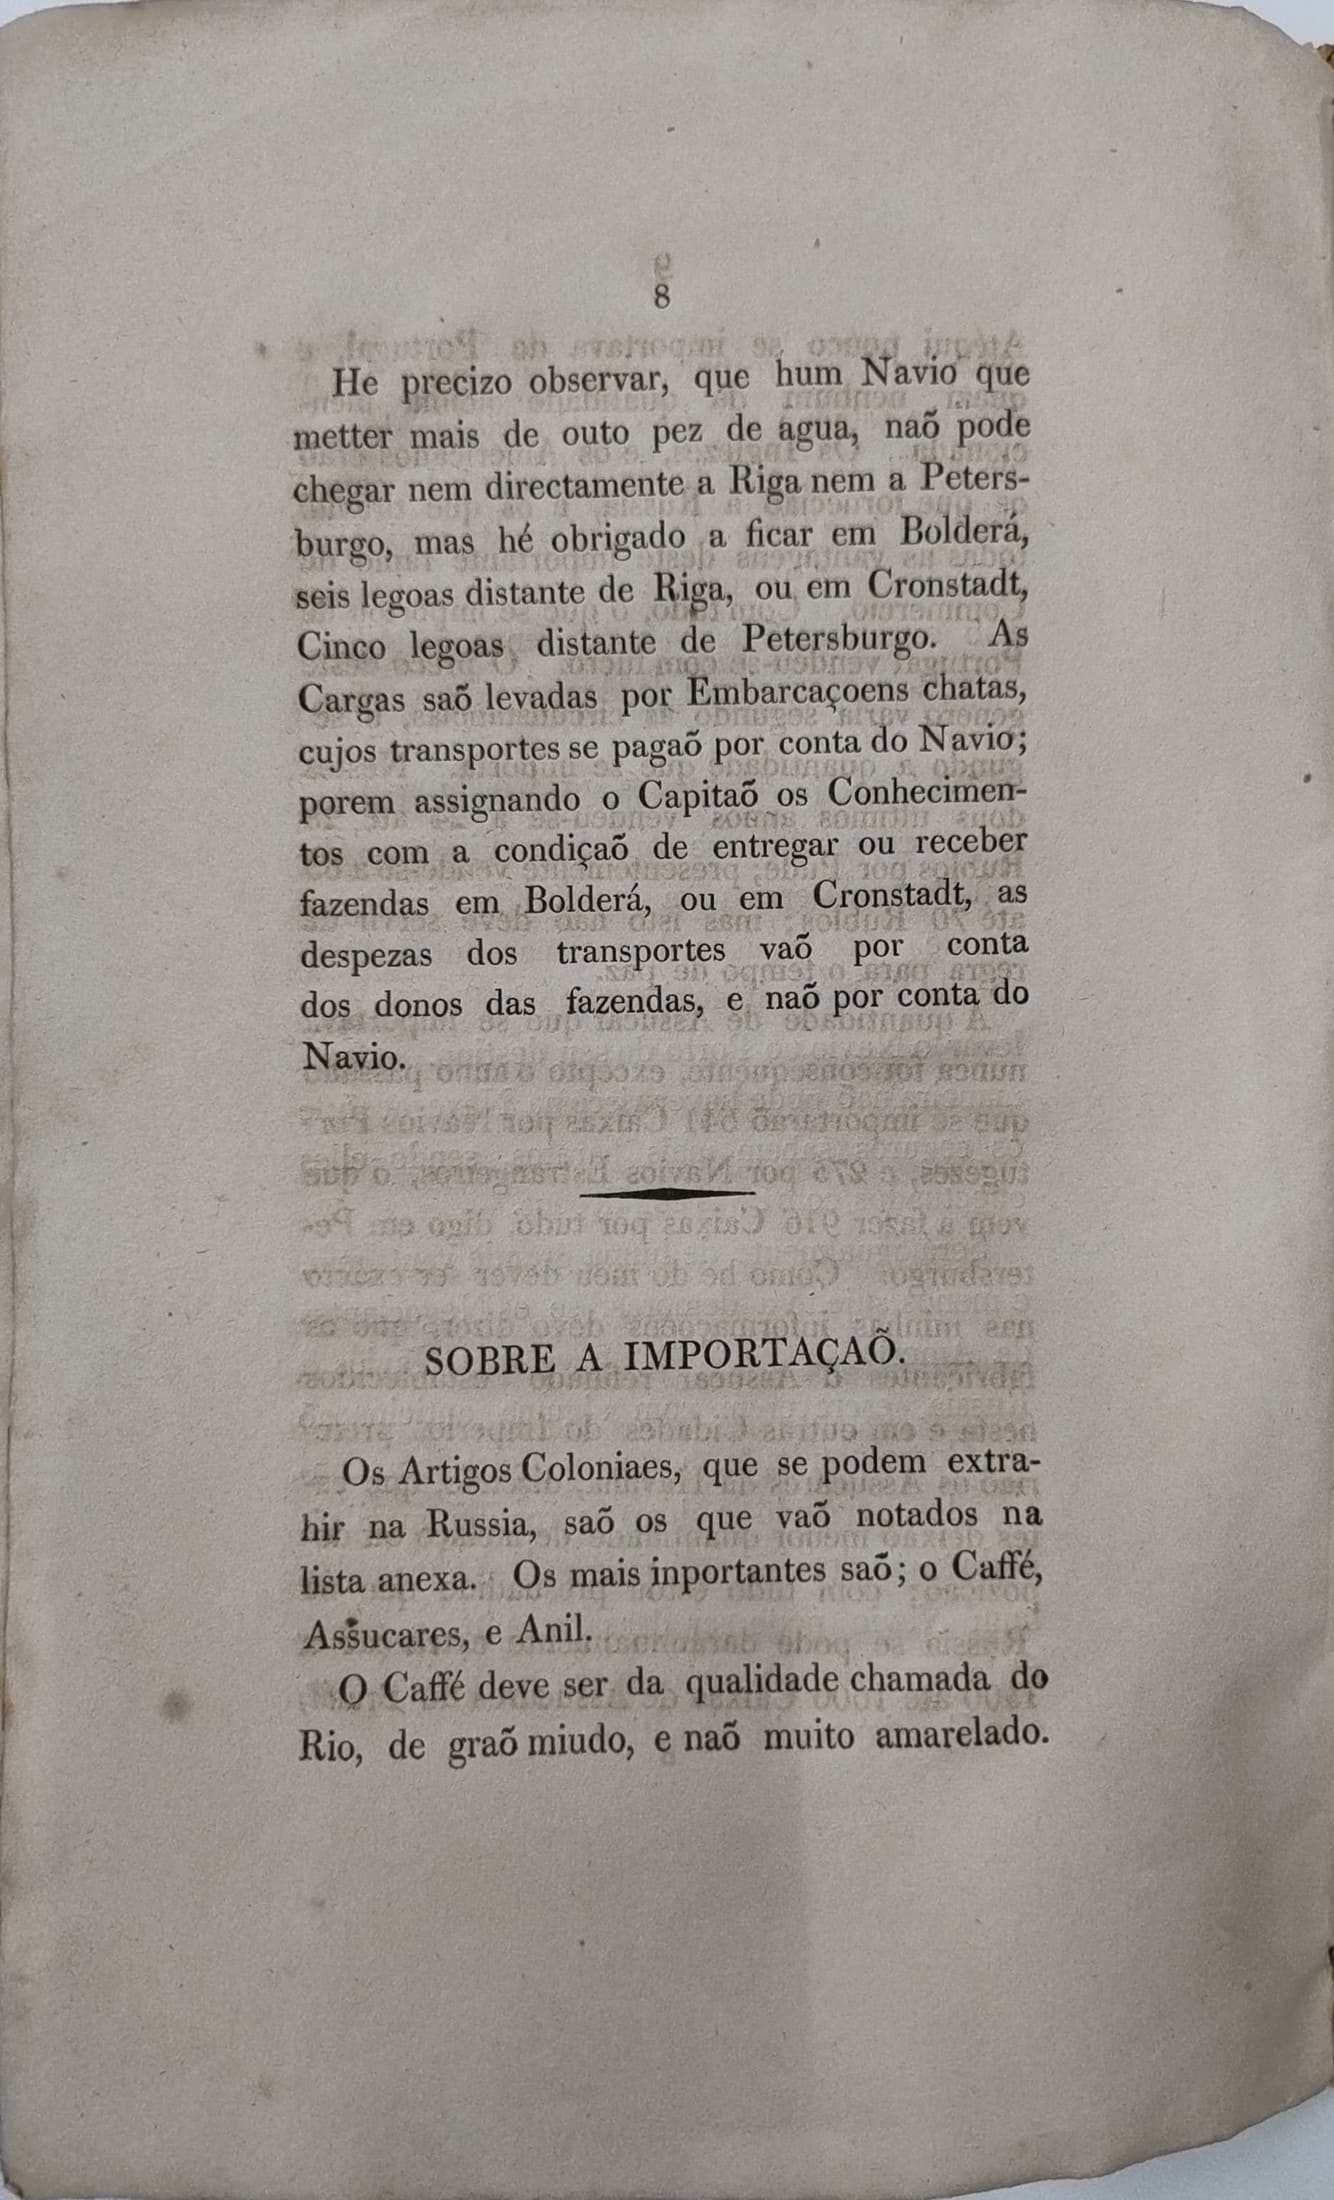 8
He precizo observar, que hum Navio que
metter mais de outo pez de agua, naõ pode
chegar nem directamente a Riga nem a Peters-
burgo, mas hé obrigado a ficar em Bolderá,
seis legoas distante de Riga, ou em Cronstadt,
Cinco legoas distante de Petersburgo. As
Cargas saõ levadas por Embarcaçoens chatas,
cujos transportes se pagaõ por conta do Navio;
porem assignando o Capitaõ os Conhecimen-
tos com a condiçaõ de entregar ou receber
fazendas em Bolderá, ou em Cronstadt, as
despezas dos transportes vaõ por conta
dos donos das fazendas, e naõ por conta do
Navio.
SOBRE A IMPORTAÇAÕ.
Os Artigos Coloniaes, que se podem extra-
hir na Russia, saõ os que vaõ notados na
lista anexa. Os mais inportantes saõ; o Caffé,
Assucares, e Anil.
O Caffé deve ser da qualidade chamada do
Rio, de graõ miudo, e naõ muito amarelado.